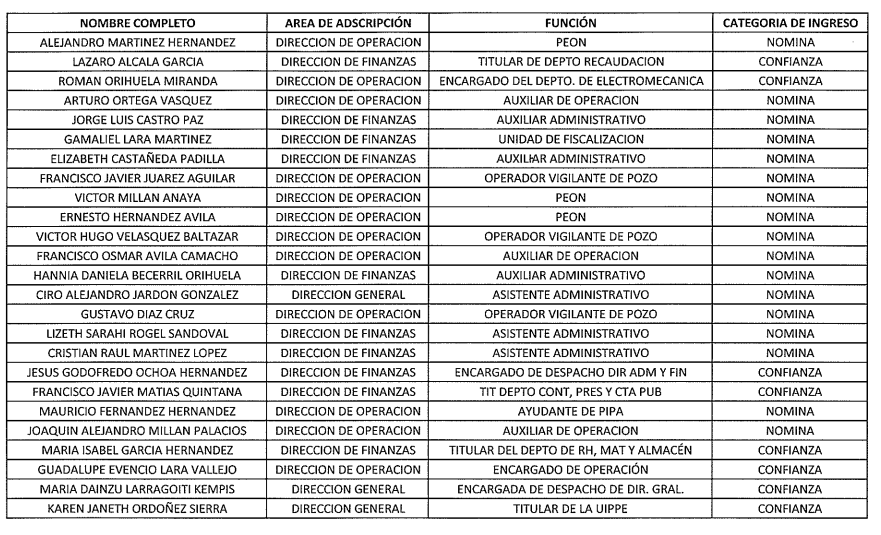 NOMBRE COMPLETO AREA DE ADSCRIPCIÓN FUNCIÓN CATEGORIA DE INGRESO
ALEJANDRO MARTINEZ HERNANDEZ DIRECCION DE OPERACION PEON NOMINA
LAZARO ALCALA GARCIA DIRECCION DE FINANZAS TITULAR DE DEPTO RECAUDACION CONFIANZA
ROMAN ORIHUELA MIRANDA DIRECCION DE OPERACION ENCARGADO DEL DEPTO. DE ELECTROMECANICA CONFIANZA
ARTURO ORTEGA VASQUEZ DIRECCION DE OPERACION AUXILIAR DE OPERACION NOMINA
JORGE LUIS CASTRO PAZ DIRECCION DE FINANZAS AUXILIAR ADMINISTRATIVO NOMINA
GAMALIEL LARA MARTINEZ DIRECCION DE FINANZAS UNIDAD DE FISCALIZACION NOMINA
ELIZABETH CASTAÑEDA PADILLA DIRECCION DE FINANZAS AUXILIAR ADMINISTRATIVO NOMINA
FRANCISCO JAVIER JUAREZ AGUILAR DIRECCION DE OPERACION OPERADOR VIGILANTE DE POZO NOMINA
VICTOR MILLAN ANAYA DIRECCION DE OPERACION PEON NOMINA
ERNESTO HERNANDEZ AVILA DIRECCION DE OPERACION PEON NOMINA
VICTOR HUGO VELASQUEZ BALTAZAR DIRECCION DE OPERACION OPERADOR VIGILANTE DE POZO NOMINA
FRANCISCO OSMAR AVILA CAMACHO DIRECCION DE OPERACION AUXILIAR DE OPERACION NOMINA
HANNIA DANIELA BECERRIL ORIHUELA DIRECCION DE FINANZAS AUXILIAR ADMINISTRATIVO NOMINA
CIRO ALEJANDRO JARDON GONZALEZ DIRECCION GENERAL ASISTENTE ADMINISTRATIVO NOMINA
GUSTAVO DIAZ CRUZ DIRECCION DE OPERACION OPERADOR VIGILANTE DE POZO NOMINA
LIZETH SARAHI ROGEL SANDOVAL DIRECCION DE FINANZAS ASISTENTE ADMINISTRATIVO NOMINA
CRISTIAN RAUL MARTINEZ LOPEZ DIRECCION DE FINANZAS ASISTENTE ADMINISTRATIVO NOMINA
JESUS GODOFREDO OCHOA HERNANDEZ DIRECCION DE FINANZAS ENCARGADO DE DESPACHO DIR ADM Y FIN CONFIANZA
FRANCISCO JAVIER MATIAS QUINTANA DIRECCION DE FINANZAS TIT DEPTO CONT, PRES Y CTA PUB CONFIANZA
MAURICIO FERNANDEZ HERNANDEZ DIRECCION DE OPERACION AYUDANTE DE PIPA NOMINA
JOAQUIN ALEJANDRO MILLAN PALACIOS DIRECCION DE OPERACION AUXILIAR DE OPERACION NOMINA
MARIA ISABEL GARCIA HERNANDEZ DIRECCION DE FINANZAS TITULAR DEL DEPTO DE RH, MAT Y ALMACÉN CONFIANZA
GUADALUPE EVENCIO LARA VALLEJO DIRECCION DE OPERACION ENCARGADO DE OPERACIÓN CONFIANZA
MARIA DAINZU LARRAGOITI KEMPIS DIRECCION GENERAL ENCARGADA DE DESPACHO DE DIR. GRAL. CONFIANZA
KAREN JANETH ORDOÑEZ SIERRA DIRECCION GENERAL TITULAR DE LA UIPPE CONFIANZA